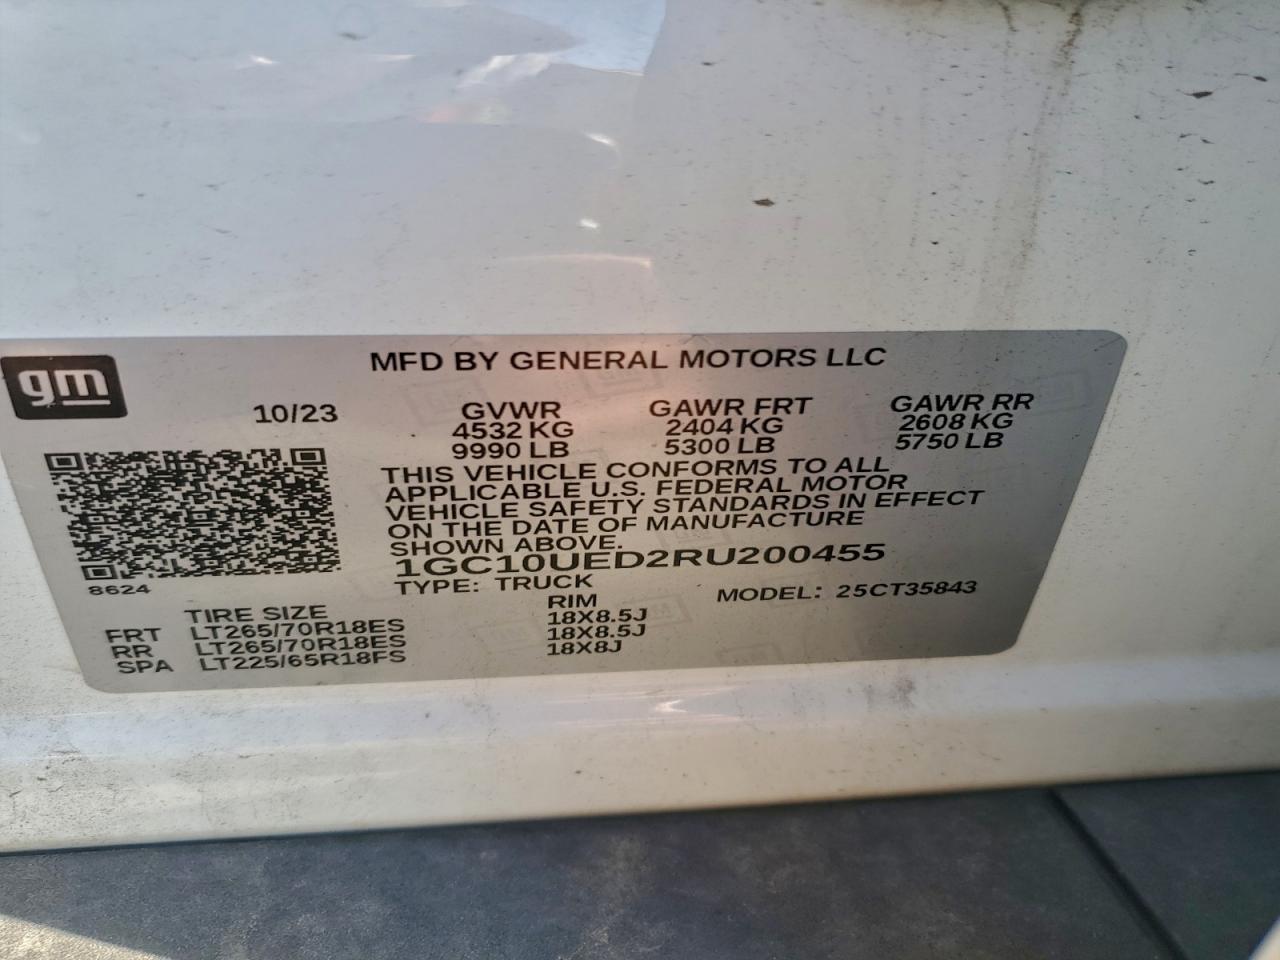 gm
MFD BY GENERAL MOTORS LLC
10/23 GVWR GAWR FRT GAWR RR
4532 KG 2404 KG 2608 KG
9990 LB 5300 LB 5750 LB
THIS VEHICLE CONFORMS TO ALL
APPLICABLE U.S. FEDERAL MOTOR
VEHICLE SAFETY STANDARDS IN EFFECT
ON THE DATE OF MANUFACTURE
SHOWN ABOVE.
1GC10UED2RU200455
8624 TYPE: TRUCK MODEL: 25CT35843
TIRE SIZE RIM
FRT LT265/70R18ES 18X8.5J
RR LT265/70R18ES 18X8.5J
SPA LT225/65R18FS 18X8J